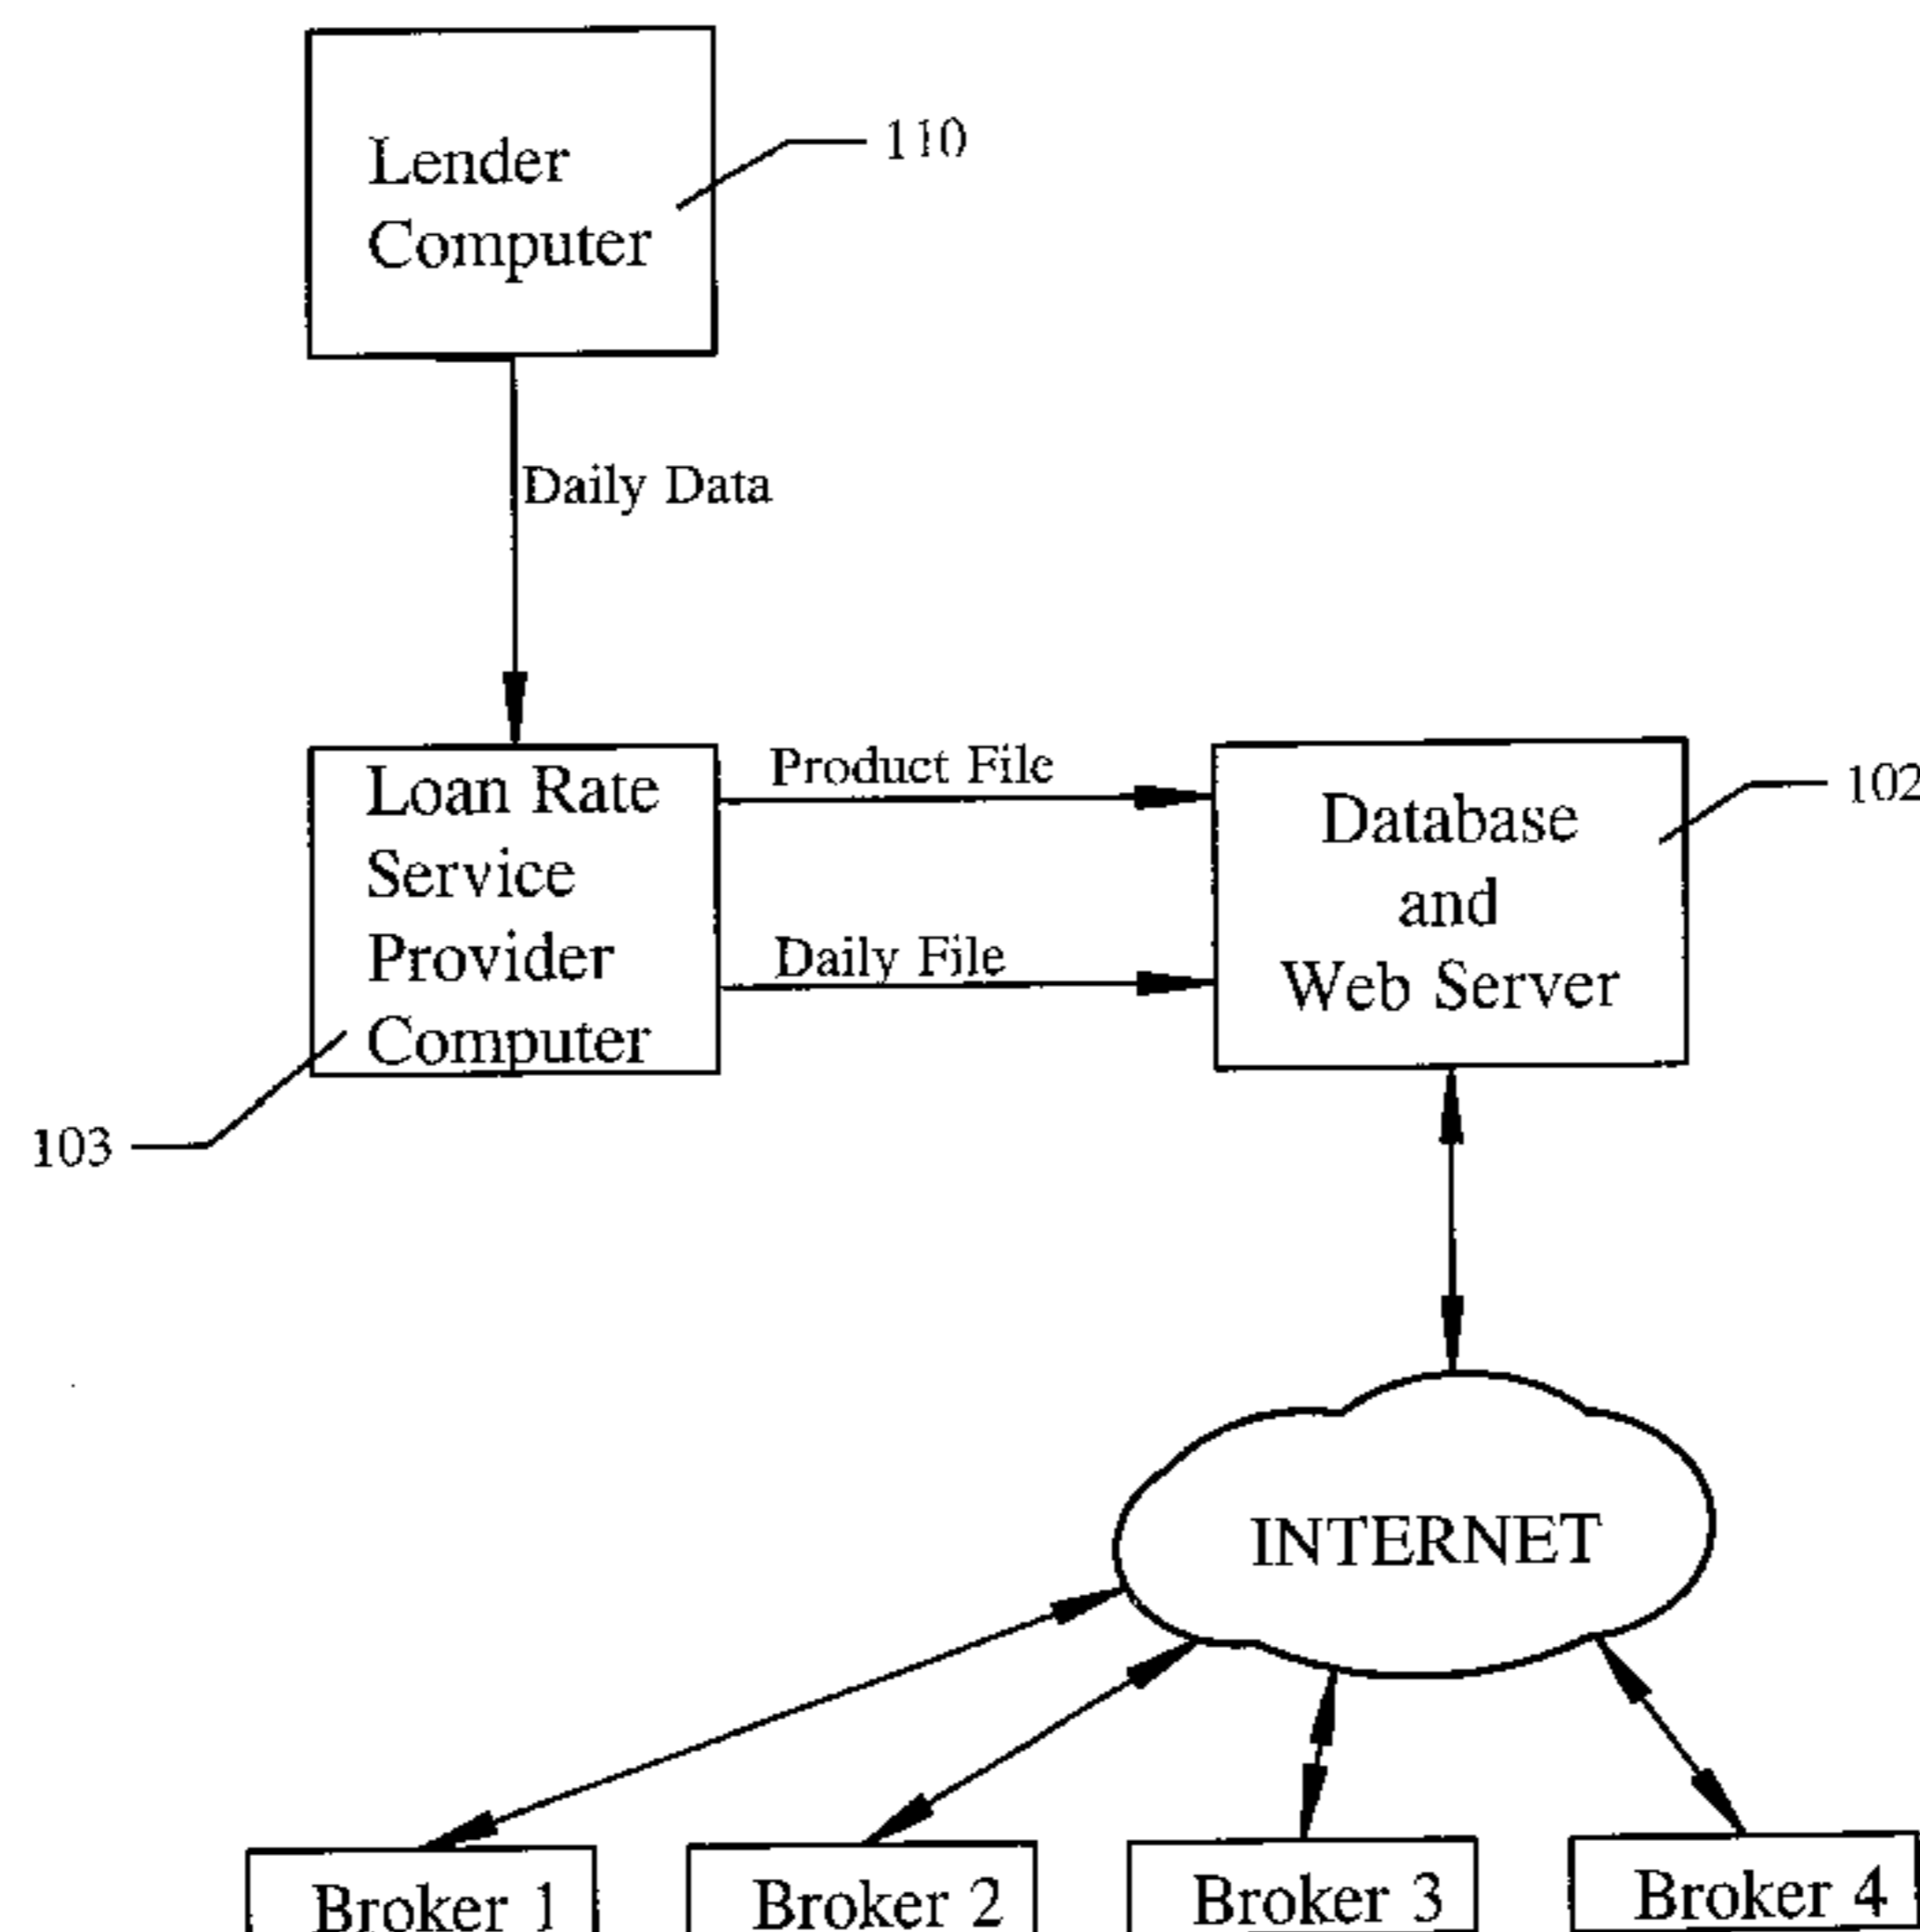 Lender
Computer
110
Daily Data
Loan Rate
Service
Provider
Computer
103
Product File
Daily File
Database
and
Web Server
102
INTERNET
Broker 1
Broker 2
Broker 3
Broker 4